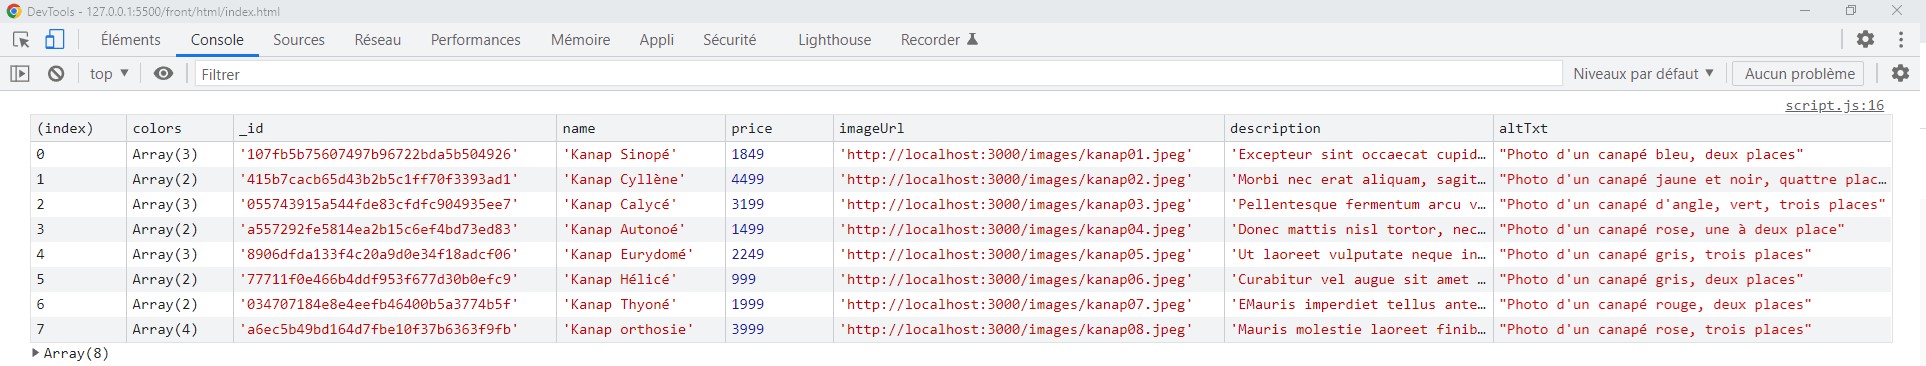 DevTools - 127.0.0.1:5500/front/html/index.html
Éléments Console Sources Réseau Performances Mémoire Appli Sécurité Lighthouse Recorder
top Filtrer Niveaux par défaut Aucun problème
script.js:16
(index) colors _id name price imageUrl description altTxt
0 Array(3) '107fb5b75607497b96722bda5b504926' 'Kanap Sinopé' 1849 'http://localhost:3000/images/kanap01.jpeg' 'Excepteur sint occaecat cupid… "Photo d'un canapé bleu, deux places"
1 Array(2) '415b7cacb65d43b2b5c1ff70f3393ad1' 'Kanap Cyllène' 4499 'http://localhost:3000/images/kanap02.jpeg' 'Morbi nec erat aliquam, sagit… "Photo d'un canapé jaune et noir, quattre plac…
2 Array(3) '055743915a544fde83cfdfc904935ee7' 'Kanap Calycé' 3199 'http://localhost:3000/images/kanap03.jpeg' 'Pellentesque fermentum arcu v… "Photo d'un canapé d'angle, vert, trois places"
3 Array(2) 'a557292fe5814ea2b15c6ef4bd73ed83' 'Kanap Autonoé' 1499 'http://localhost:3000/images/kanap04.jpeg' 'Donec mattis nisl tortor, nec… "Photo d'un canapé rose, une à deux place"
4 Array(3) '8906dfda133f4c20a9d0e34f18adcf06' 'Kanap Eurydomé' 2249 'http://localhost:3000/images/kanap05.jpeg' 'Ut laoreet vulputate neque in… "Photo d'un canapé gris, trois places"
5 Array(2) '77711f0e466b4ddf953f677d30b0efc9' 'Kanap Hélicé' 999 'http://localhost:3000/images/kanap06.jpeg' 'Curabitur vel augue sit amet … "Photo d'un canapé gris, deux places"
6 Array(2) '034707184e8e4eefb46400b5a3774b5f' 'Kanap Thyoné' 1999 'http://localhost:3000/images/kanap07.jpeg' 'EMauris imperdiet tellus ante… "Photo d'un canapé rouge, deux places"
7 Array(4) 'a6ec5b49bd164d7fbe10f37b6363f9fb' 'Kanap orthosie' 3999 'http://localhost:3000/images/kanap08.jpeg' 'Mauris molestie laoreet finib… "Photo d'un canapé rose, trois places"
Array(8)